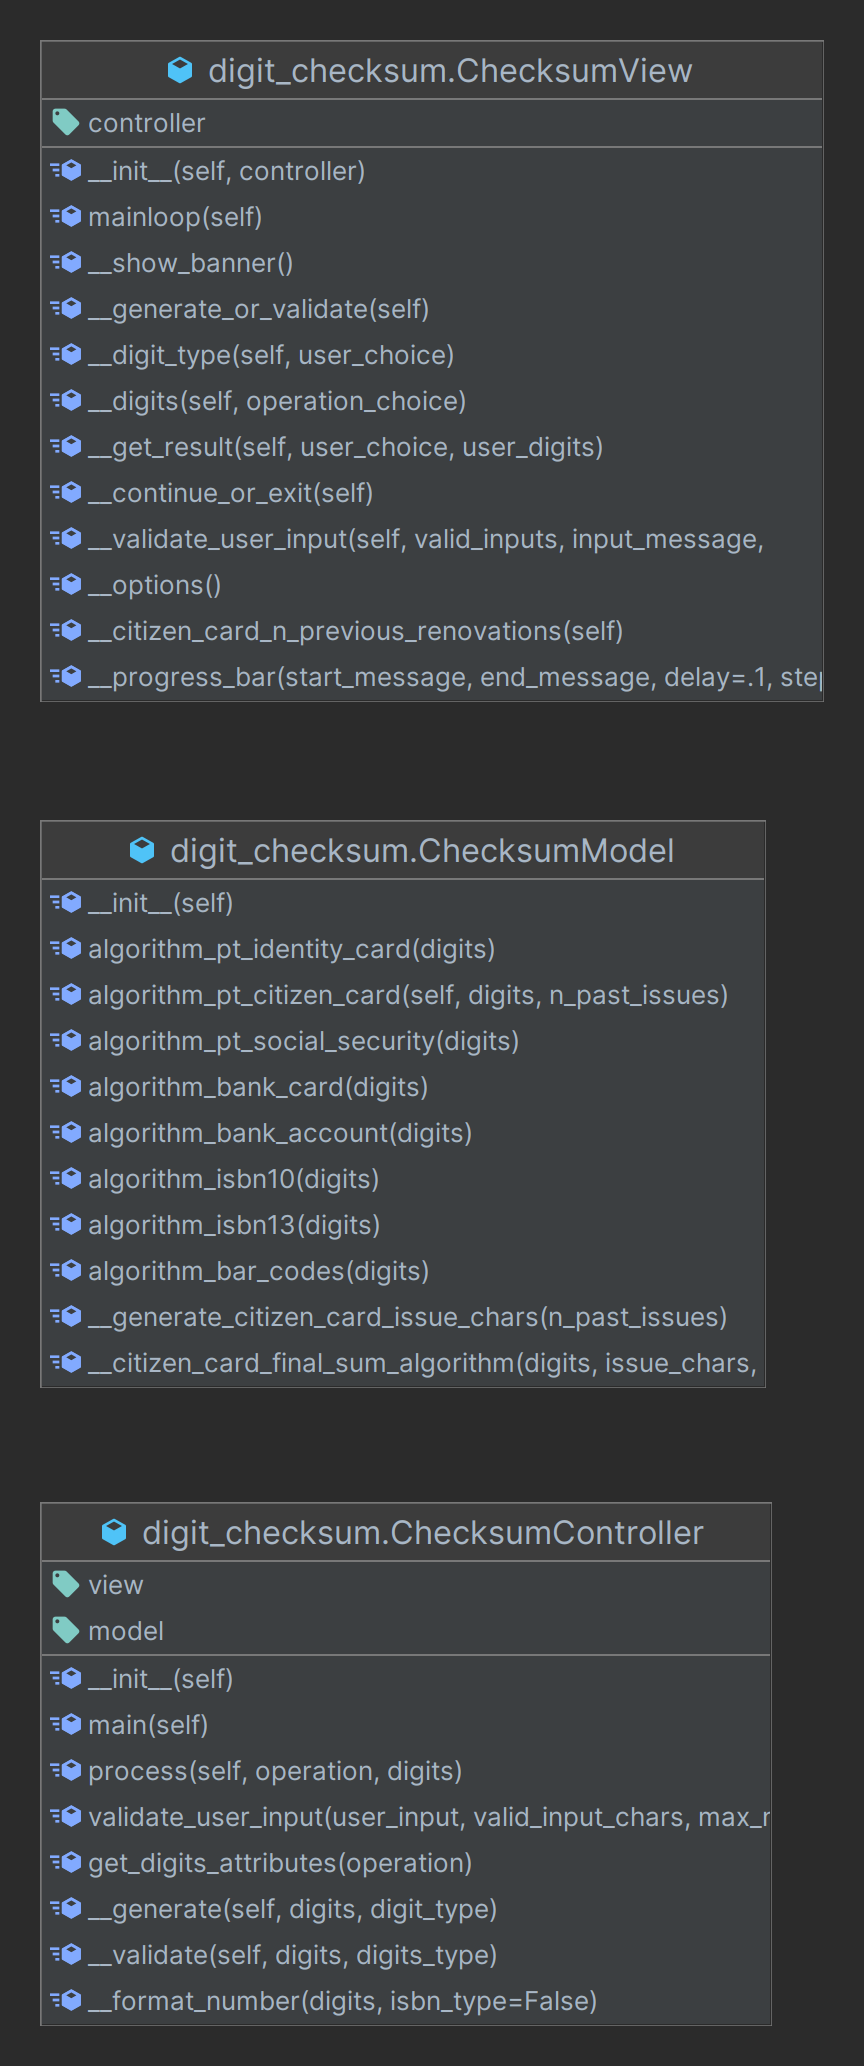 digit_checksum.ChecksumView
controller
__init__(self, controller)
mainloop(self)
__show_banner()
__generate_or_validate(self)
__digit_type(self, user_choice)
__digits(self, operation_choice)
__get_result(self, user_choice, user_digits)
__continue_or_exit(self)
__validate_user_input(self, valid_inputs, input_message,
__options()
__citizen_card_n_previous_renovations(self)
__progress_bar(start_message, end_message, delay=.1, step
digit_checksum.ChecksumModel
__init__(self)
algorithm_pt_identity_card(digits)
algorithm_pt_citizen_card(self, digits, n_past_issues)
algorithm_pt_social_security(digits)
algorithm_bank_card(digits)
algorithm_bank_account(digits)
algorithm_isbn10(digits)
algorithm_isbn13(digits)
algorithm_bar_codes(digits)
__generate_citizen_card_issue_chars(n_past_issues)
__citizen_card_final_sum_algorithm(digits, issue_chars,
digit_checksum.ChecksumController
view
model
__init__(self)
main(self)
process(self, operation, digits)
validate_user_input(user_input, valid_input_chars, max_
get_digits_attributes(operation)
__generate(self, digits, digit_type)
__validate(self, digits, digits_type)
__format_number(digits, isbn_type=False)